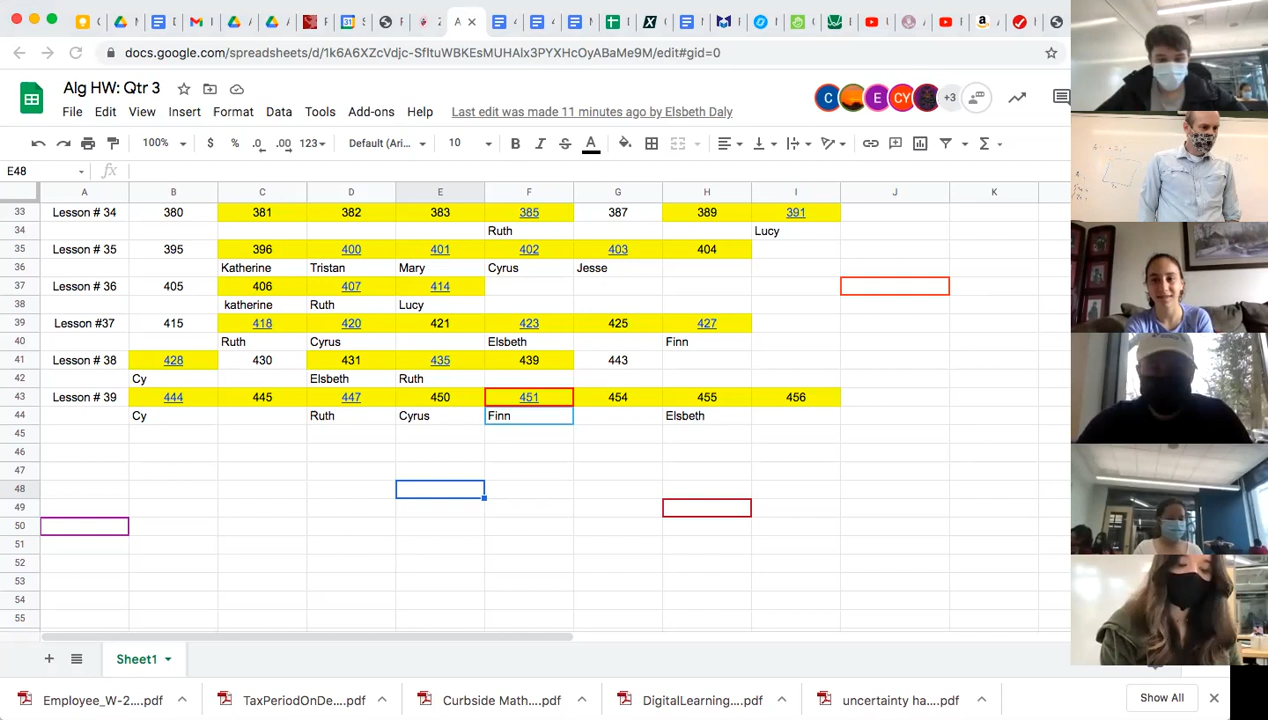 docs.google.com/spreadsheets/d/1k6A6XZcVdjc-SfltuWBKEsMUHAIx3PYXHcOyABaMe9M/edit#gid=0
Alg HW: Qtr 3
C E CY +3
File Edit View Insert Format Data Tools Add-ons Help Last edit was made 11 minutes ago by Elsbeth Daly
100% $ % .0 .00 123 Default (Ari... 10 B I S A
E48 fx
A B C D E F G H I J K
33 Lesson # 34 380 381 382 383 385 387 389 391
34 Ruth Lucy
35 Lesson # 35 395 396 400 401 402 403 404
36 Katherine Tristan Mary Cyrus Jesse
37 Lesson # 36 405 406 407 414
38 katherine Ruth Lucy
39 Lesson #37 415 418 420 421 423 425 427
40 Ruth Cyrus Elsbeth Finn
41 Lesson # 38 428 430 431 435 439 443
42 Cy Elsbeth Ruth
43 Lesson # 39 444 445 447 450 451 454 455 456
44 Cy Ruth Cyrus Finn Elsbeth
45
46
47
48
49
50
51
52
53
54
55
Sheet1
Employee_W-2....pdf TaxPeriodOnDe....pdf Curbside Math....pdf DigitalLearning....pdf uncertainty ha....pdf Show All